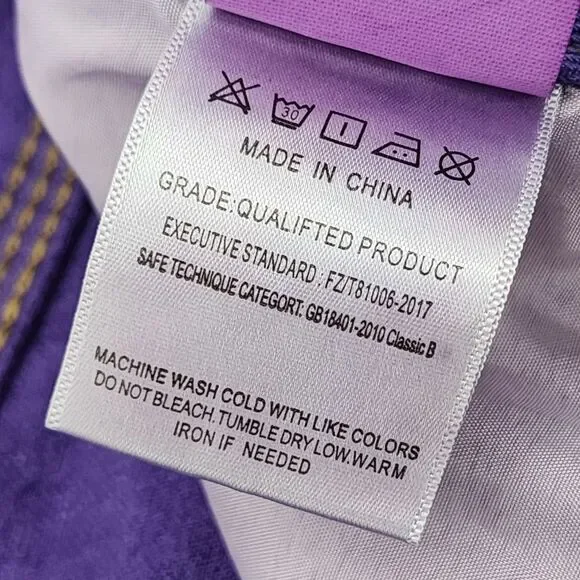 30
MADE IN CHINA
GRADE:QUALIFTED PRODUCT
EXECUTIVE STANDARD : FZ/T81006-2017
SAFE TECHNIQUE CATEGORT: GB18401-2010 Classic B
MACHINE WASH COLD WITH LIKE COLORS
DO NOT BLEACH.TUMBLE DRY LOW.WARM
IRON IF NEEDED